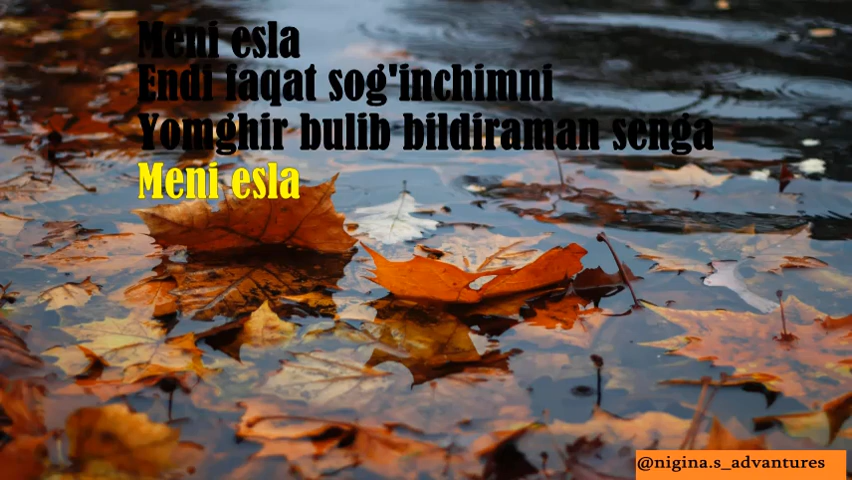 Meni esla
Endi faqat sog'inchimni
Yomghir bulib bildiraman senga
Meni esla
@nigina.s_advantures